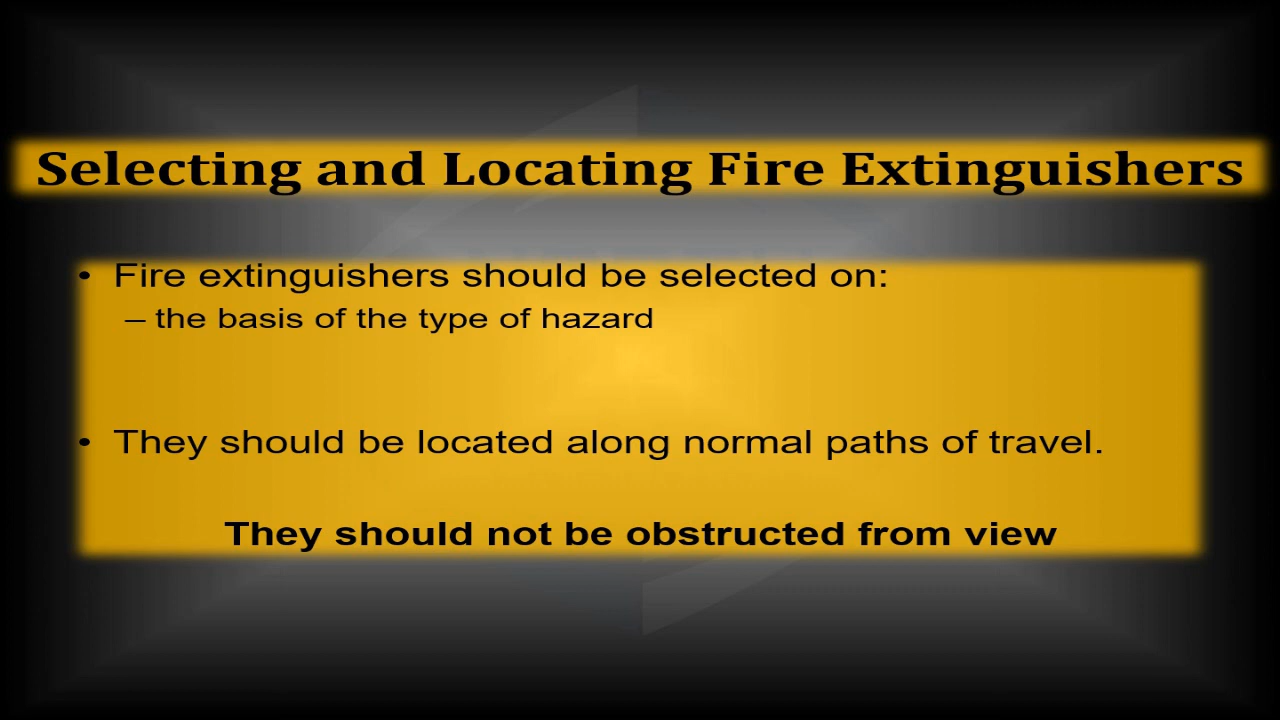 Selecting and Locating Fire Extinguishers
• Fire extinguishers should be selected on:
– the basis of the type of hazard
• They should be located along normal paths of travel.
They should not be obstructed from view